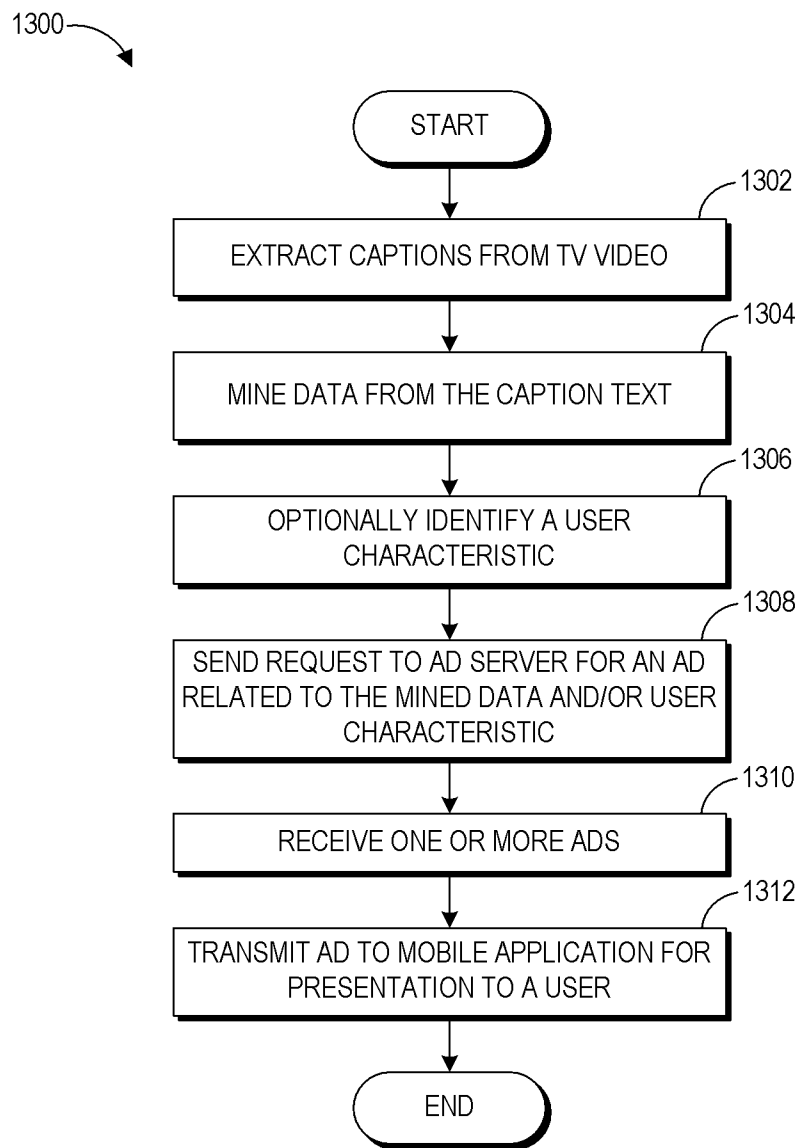 1300
START
1302
EXTRACT CAPTIONS FROM TV VIDEO
1304
MINE DATA FROM THE CAPTION TEXT
1306
OPTIONALLY IDENTIFY A USER
CHARACTERISTIC
1308
SEND REQUEST TO AD SERVER FOR AN AD
RELATED TO THE MINED DATA AND/OR USER
CHARACTERISTIC
1310
RECEIVE ONE OR MORE ADS
1312
TRANSMIT AD TO MOBILE APPLICATION FOR
PRESENTATION TO A USER
END